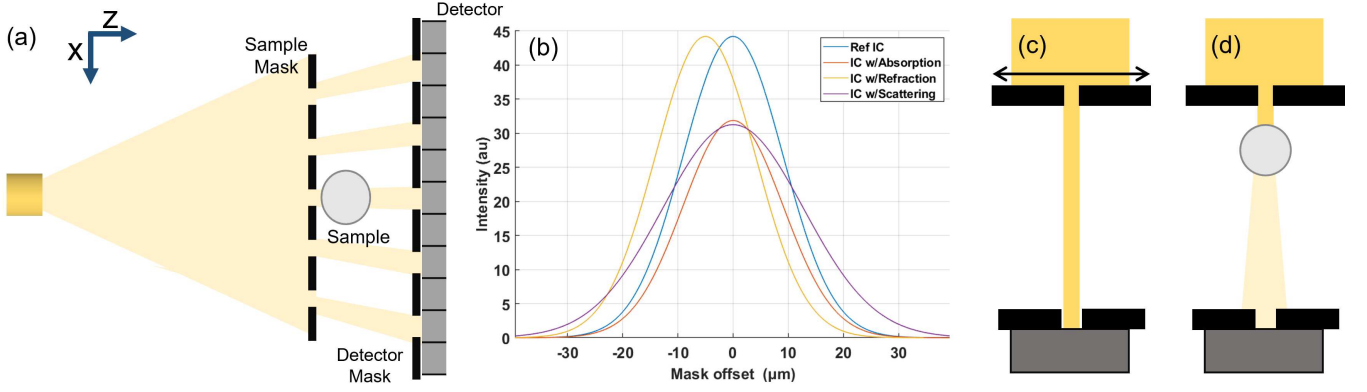 (a)
Z
X
Sample
Mask
Detector
Sample
Detector
Mask
(b)
Ref IC
IC w/Absorption
IC w/Refraction
IC w/Scattering
Intensity (au)
45
40
35
30
25
20
15
10
5
0
-30 -20 -10 0 10 20 30
Mask offset (μm)
(c)
(d)